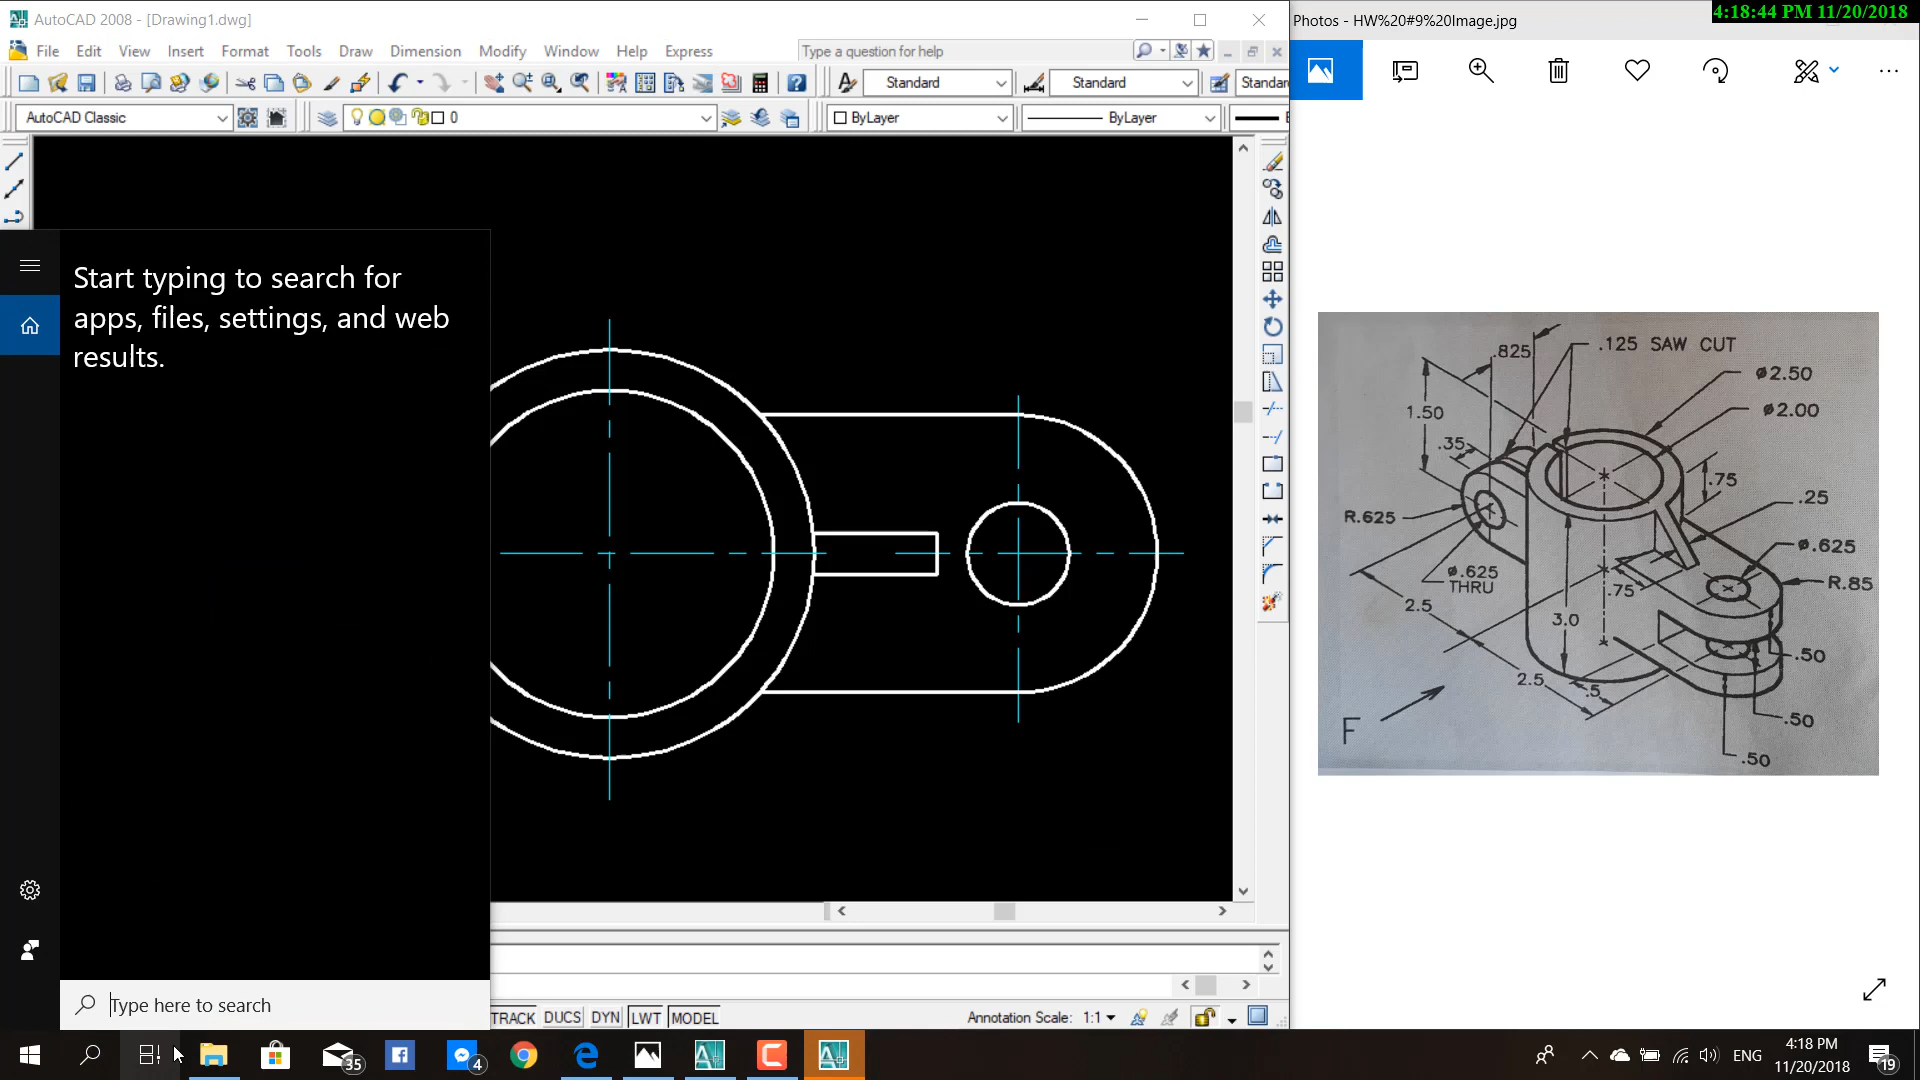 AutoCAD 2008 - [Drawing1.dwg]
File Edit View Insert Format Tools Draw Dimension Modify Window Help Express
Type a question for help
Standard
Standard
Standar
AutoCAD Classic
0
ByLayer
ByLayer
Start typing to search for
apps, files, settings, and web
results.
Type here to search
TRACK DUCS DYN LWT MODEL
Annotation Scale: 1:1
Photos - HW%20#9%20Image.jpg
4:18:44 PM 11/20/2018
.825
.125 SAW CUT
ø2.50
1.50
ø2.00
.35
.75
.25
R.625
ø.625
ø.625
THRU
R.85
.75
2.5
3.0
.50
2.5
.5
.50
F
.50
35
4
ENG
4:18 PM
11/20/2018
19